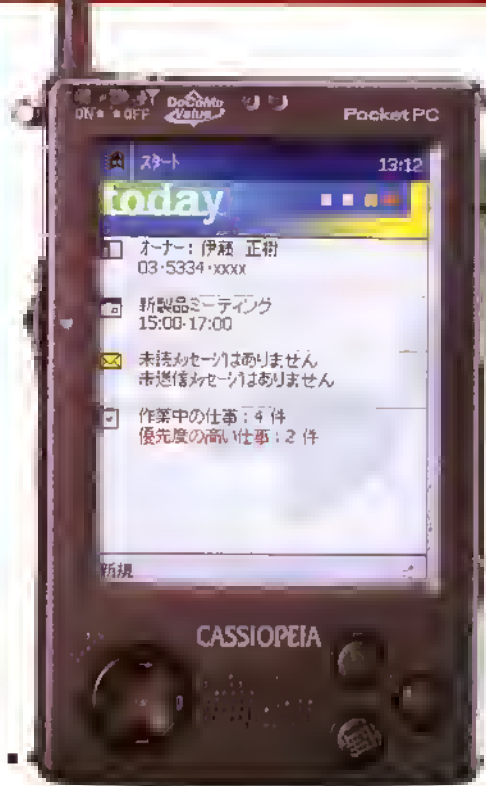 ON● ●OFF
DoCoMo
Value
Pocket PC
スタート 13:12
today
オーナー: 伊藤 正樹
03-5334-xxxx
新製品ミーティング
15:00-17:00
未読メッセージはありません
未送信メッセージはありません
作業中の仕事:4 件
優先度の高い仕事:2 件
新規
CASSIOPEIA